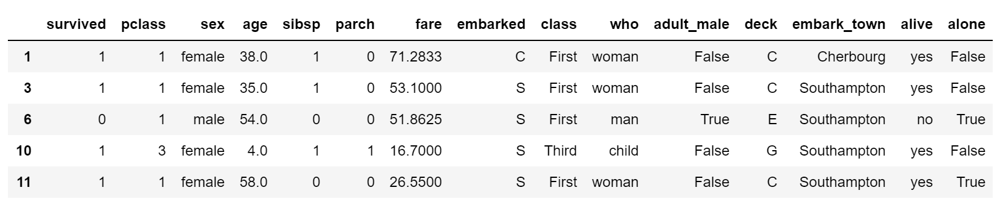 survived pclass sex age sibsp parch fare embarked class who adult_male deck embark_town alive alone
1 1 1 female 38.0 1 0 71.2833 C First woman False C Cherbourg yes False
3 1 1 female 35.0 1 0 53.1000 S First woman False C Southampton yes False
6 0 1 male 54.0 0 0 51.8625 S First man True E Southampton no True
10 1 3 female 4.0 1 1 16.7000 S Third child False G Southampton yes False
11 1 1 female 58.0 0 0 26.5500 S First woman False C Southampton yes True